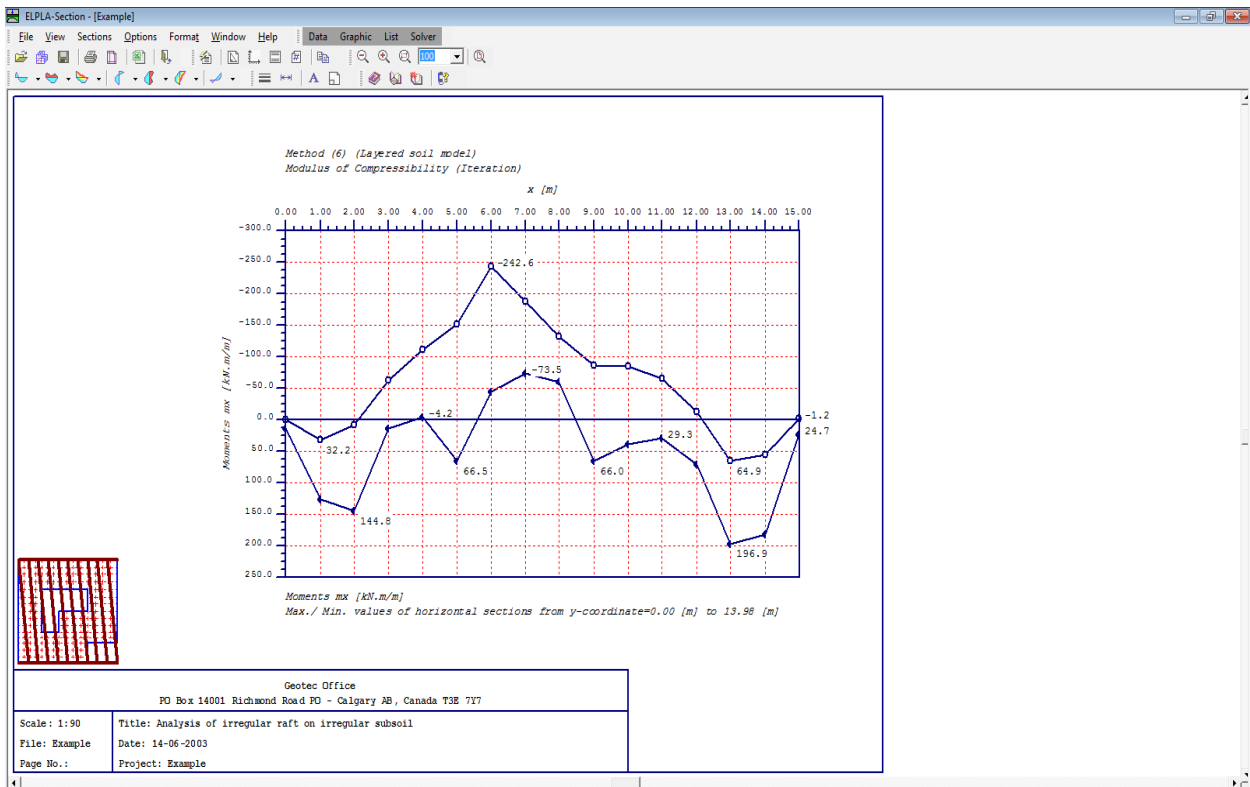 ELPLA-Section - [Example]
File View Sections Options Format Window Help Data Graphic List Solver
100
A
Method (6) (Layered soil model)
Modulus of Compressibility (Iteration)
x [m]
0.00 1.00 2.00 3.00 4.00 5.00 6.00 7.00 8.00 9.00 10.00 11.00 12.00 13.00 14.00 15.00
-300.0
-250.0
-242.6
-200.0
-150.0
-100.0
-73.5
-50.0
-4.2
-1.2
0.0
24.7
29.3
32.2
50.0
66.5
66.0
64.9
100.0
150.0
144.8
200.0
196.9
250.0
Moments mx [kN.m/m]
Moments mx [kN.m/m]
Max./ Min. values of horizontal sections from y-coordinate=0.00 [m] to 13.98 [m]
Geotec Office
PO Box 14001 Richmond Road PO - Calgary AB, Canada T3E 7Y7
Scale: 1:90
Title: Analysis of irregular raft on irregular subsoil
File: Example
Date: 14-06-2003
Page No.:
Project: Example